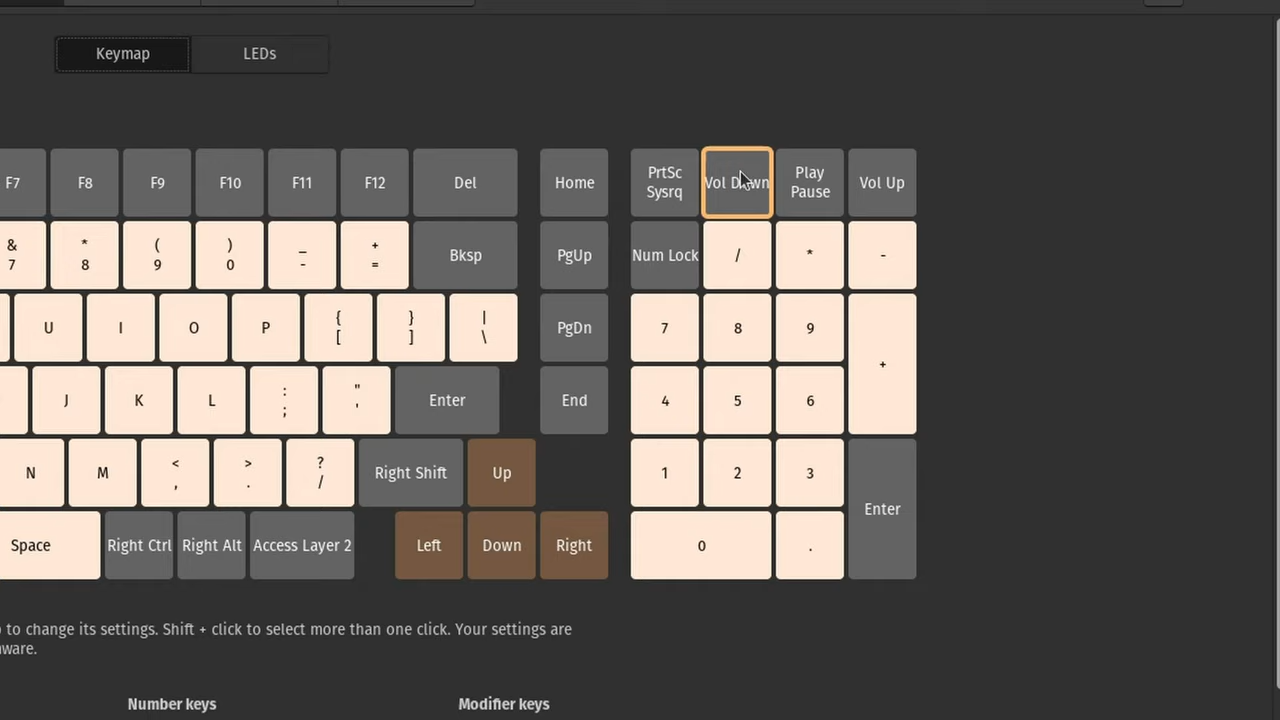 Keymap LEDs
F7 F8 F9 F10 F11 F12 Del Home PrtSc Sysrq Vol Down Play Pause Vol Up
& 7 * 8 ( 9 ) 0 _ - + = Bksp PgUp Num Lock / * -
U I O P { [ } ] | \ PgDn 7 8 9 +
J K L : ; " ' Enter End 4 5 6
N M < , > . ? / Right Shift Up 1 2 3 Enter
Space Right Ctrl Right Alt Access Layer 2 Left Down Right 0 .
to change its settings. Shift + click to select more than one click. Your settings are
ware.
Number keys Modifier keys